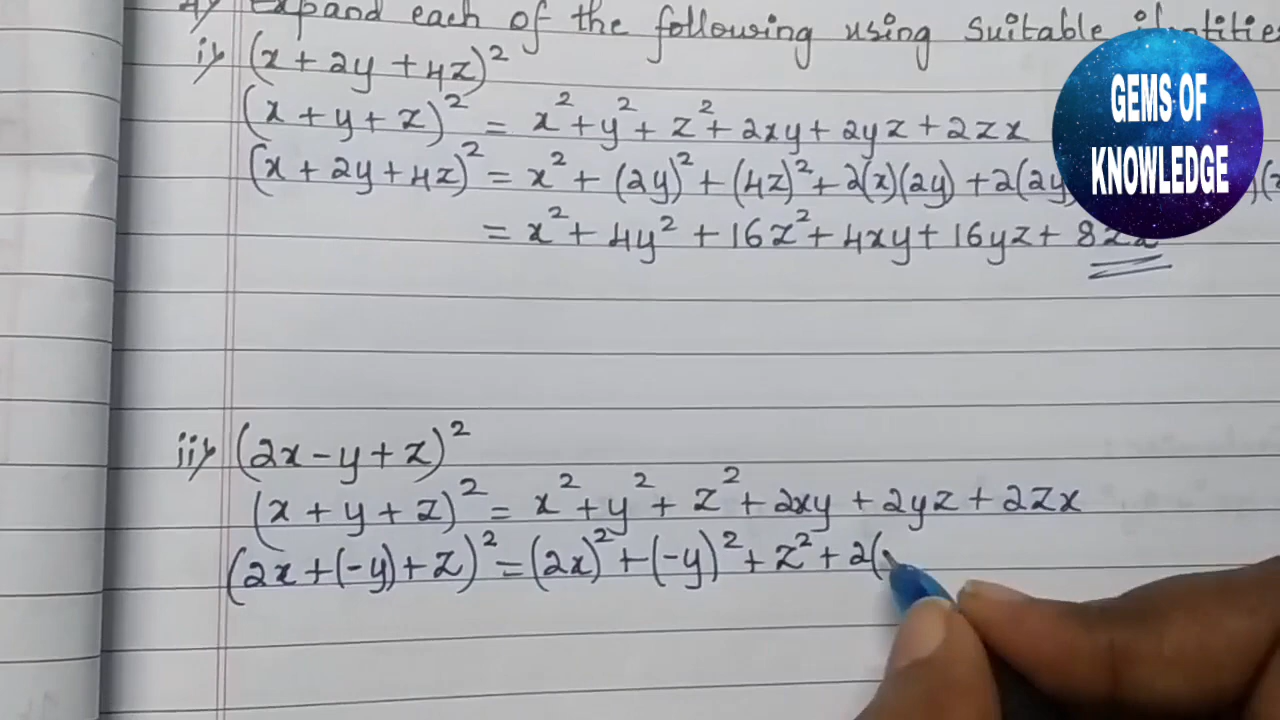 Expand each of the following using suitable
i) (x + 2y + 4z)²
(x + y + z)² = x² + y² + z² + 2xy + 2yz + 2zx
(x + 2y + 4z)² = x² + (2y)² + (4z)² + 2(x)(2y) + 2(2y)
= x² + 4y² + 16z² + 4xy + 16yz + 8zx
ii) (2x - y + z)²
(x + y + z)² = x² + y² + z² + 2xy + 2yz + 2zx
(2x + (-y) + z)² = (2x)² + (-y)² + z² + 2(
GEMS OF
KNOWLEDGE